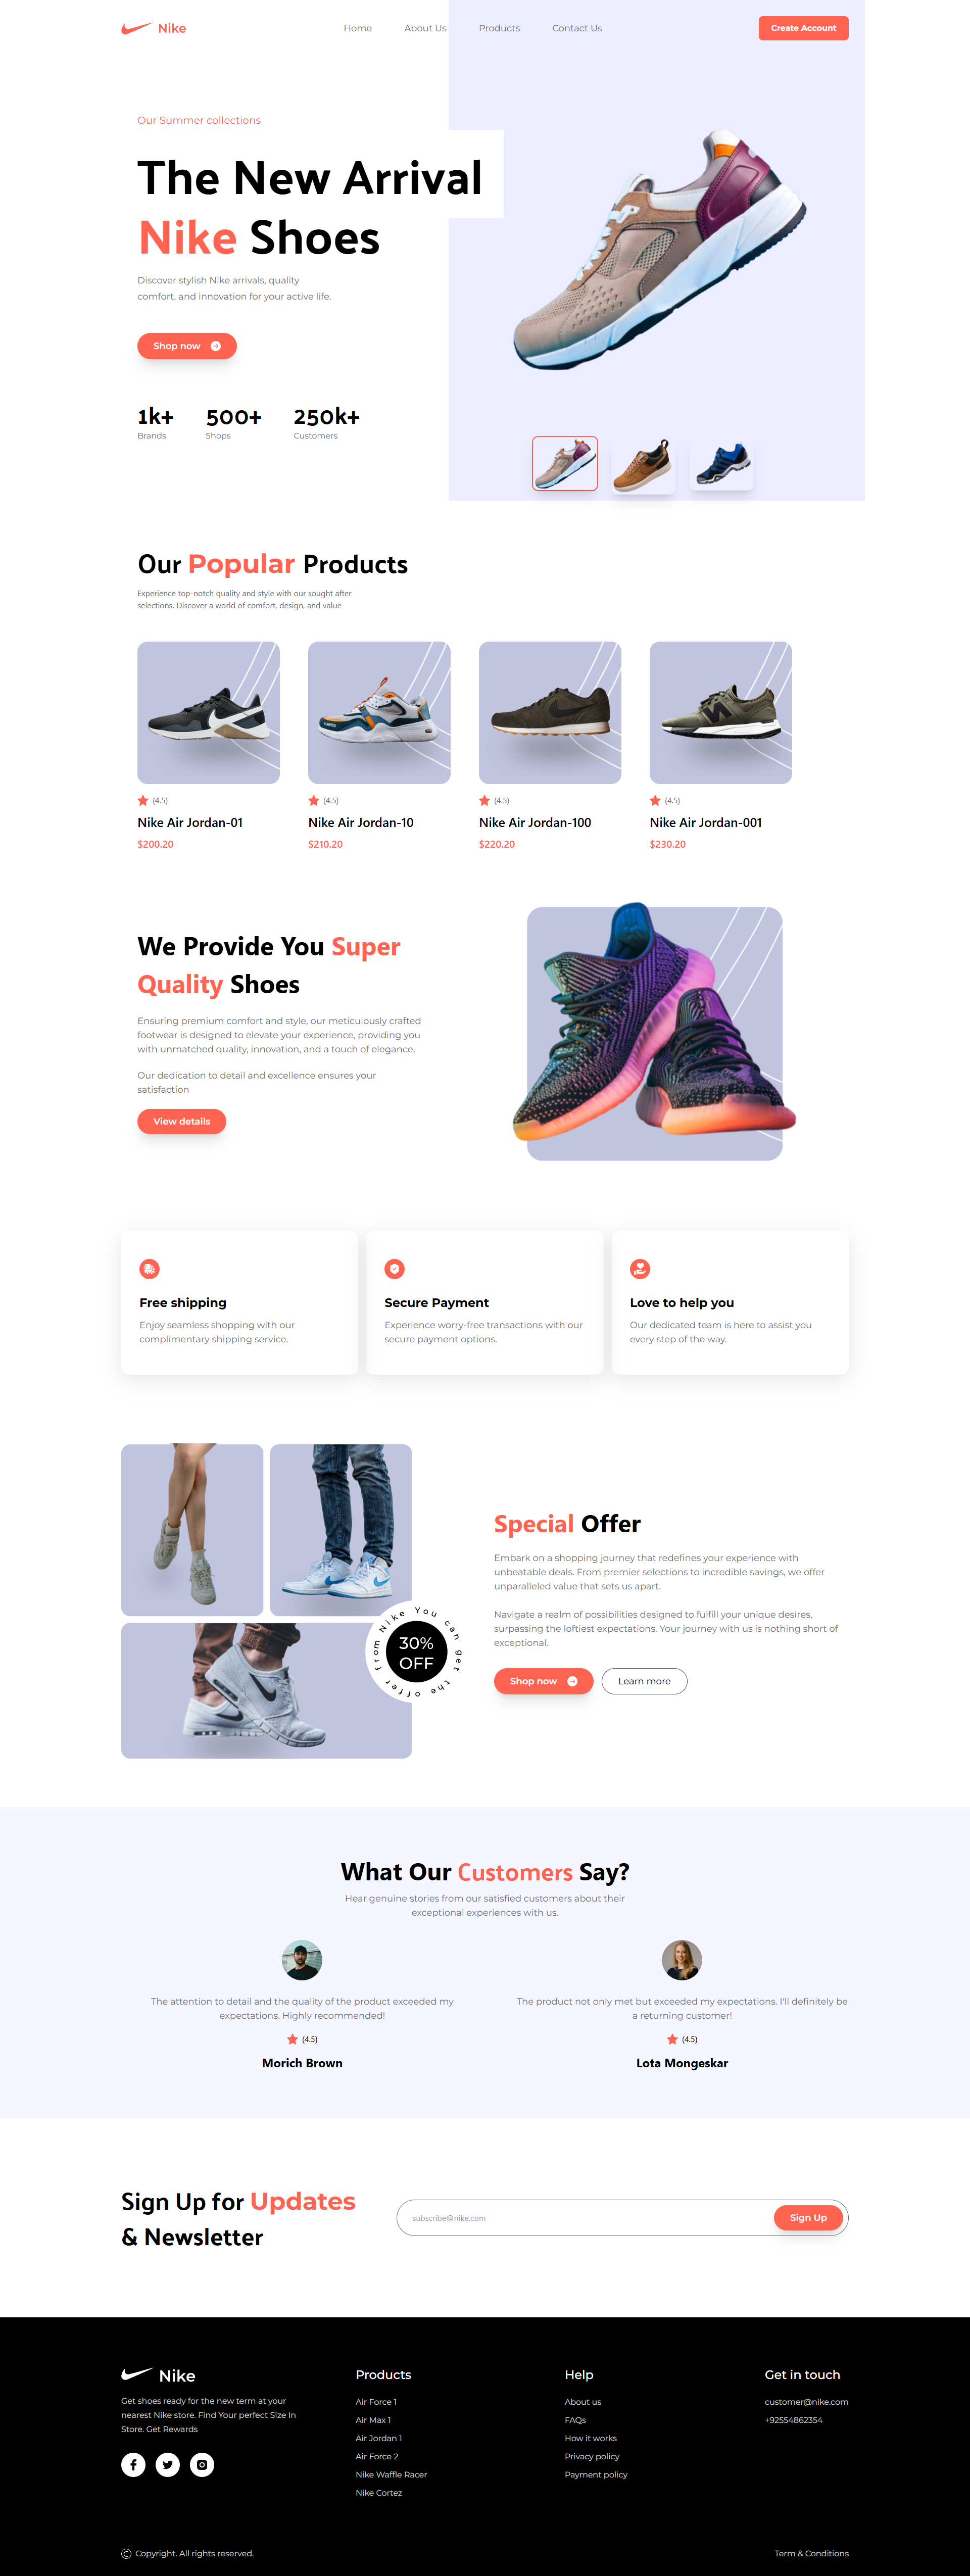 Nike
Home
About Us
Products
Contact Us
Create Account
Our Summer collections
The New Arrival
Nike Shoes
Discover stylish Nike arrivals, quality
comfort, and innovation for your active life.
Shop now
1k+
Brands
500+
Shops
250k+
Customers
Our Popular Products
Experience top-notch quality and style with our sought after
selections. Discover a world of comfort, design, and value
(4.5)
Nike Air Jordan-01
$200.20
(4.5)
Nike Air Jordan-10
$210.20
(4.5)
Nike Air Jordan-100
$220.20
(4.5)
Nike Air Jordan-001
$230.20
We Provide You Super
Quality Shoes
Ensuring premium comfort and style, our meticulously crafted
footwear is designed to elevate your experience, providing you
with unmatched quality, innovation, and a touch of elegance.
Our dedication to detail and excellence ensures your
satisfaction
View details
Free shipping
Enjoy seamless shopping with our
complimentary shipping service.
Secure Payment
Experience worry-free transactions with our
secure payment options.
Love to help you
Our dedicated team is here to assist you
every step of the way.
You can get the offer from Nike
30%
OFF
Special Offer
Embark on a shopping journey that redefines your experience with
unbeatable deals. From premier selections to incredible savings, we offer
unparalleled value that sets us apart.
Navigate a realm of possibilities designed to fulfill your unique desires,
surpassing the loftiest expectations. Your journey with us is nothing short of
exceptional.
Shop now
Learn more
What Our Customers Say?
Hear genuine stories from our satisfied customers about their
exceptional experiences with us.
The attention to detail and the quality of the product exceeded my
expectations. Highly recommended!
(4.5)
Morich Brown
The product not only met but exceeded my expectations. I'll definitely be
a returning customer!
(4.5)
Lota Mongeskar
Sign Up for Updates
& Newsletter
subscribe@nike.com
Sign Up
Nike
Get shoes ready for the new term at your
nearest Nike store. Find Your perfect Size In
Store. Get Rewards
Products
Air Force 1
Air Max 1
Air Jordan 1
Air Force 2
Nike Waffle Racer
Nike Cortez
Help
About us
FAQs
How it works
Privacy policy
Payment policy
Get in touch
customer@nike.com
+92554862354
© Copyright. All rights reserved.
Term & Conditions